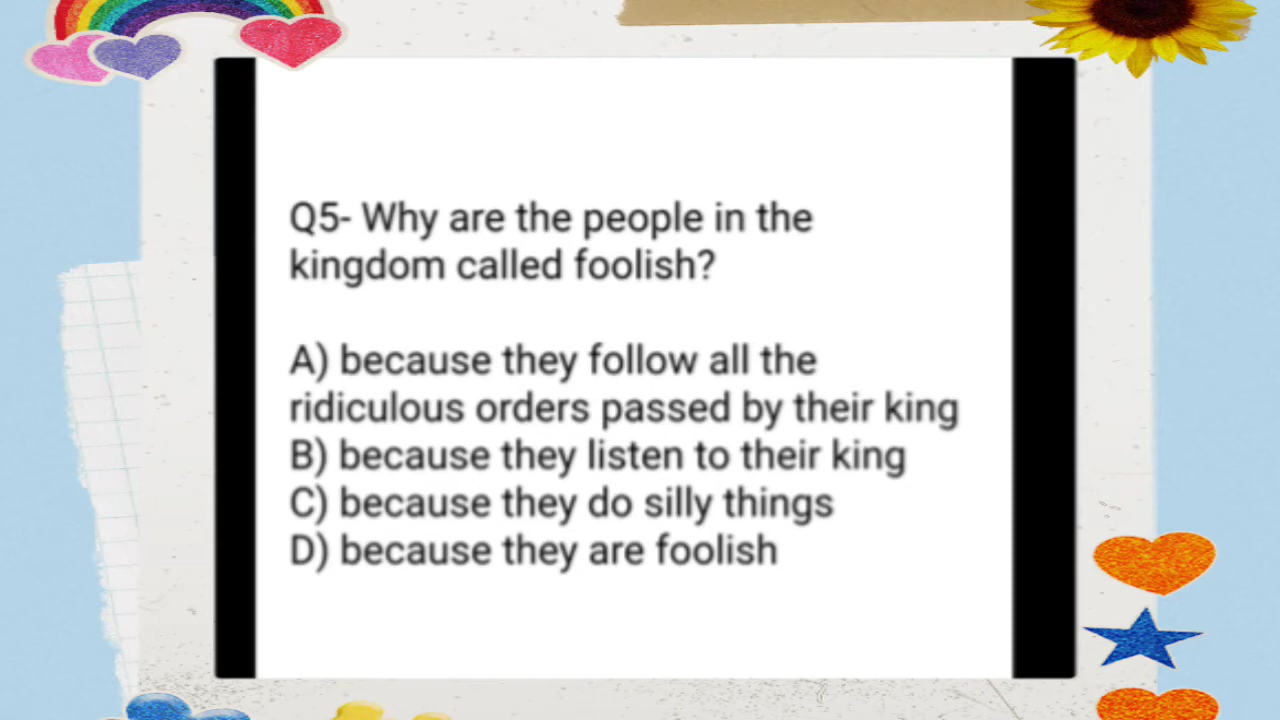 Q5- Why are the people in the
kingdom called foolish?
A) because they follow all the
ridiculous orders passed by their king
B) because they listen to their king
C) because they do silly things
D) because they are foolish